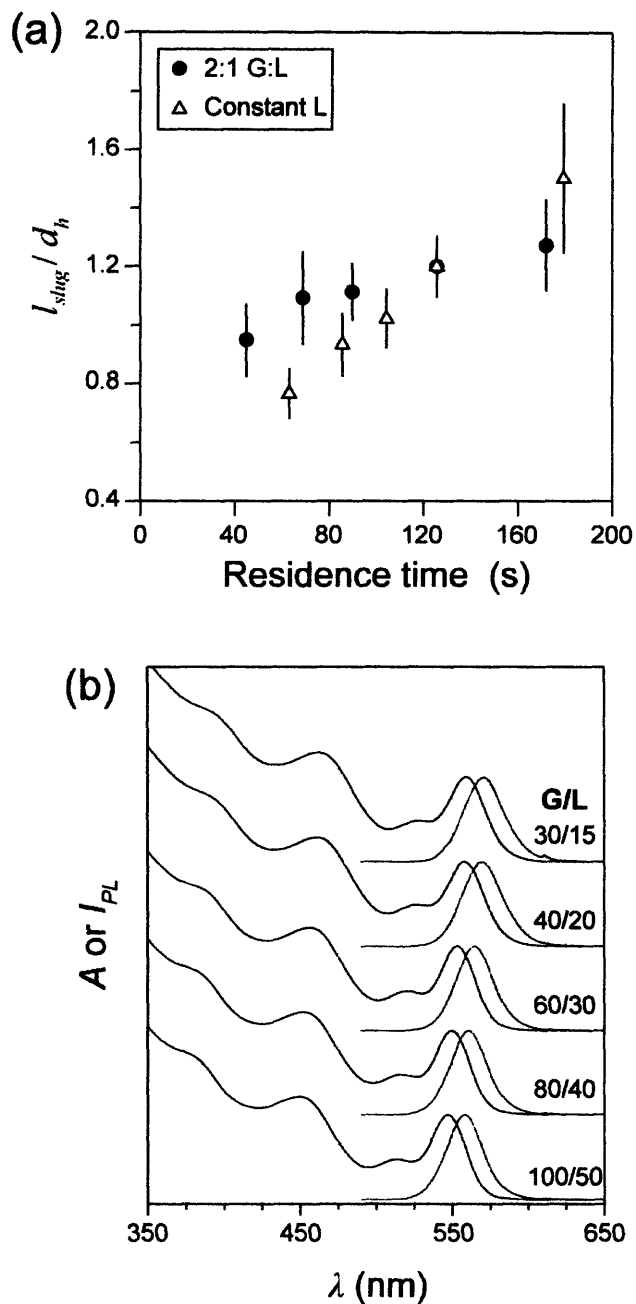 (a)
2.0
1.6
1.2
0.8
0.4
l_slug / d_h
2:1 G:L
Constant L
0 40 80 120 160 200
Residence time (s)
(b)
A or I_PL
G/L
30/15
40/20
60/30
80/40
100/50
350 450 550 650
λ (nm)